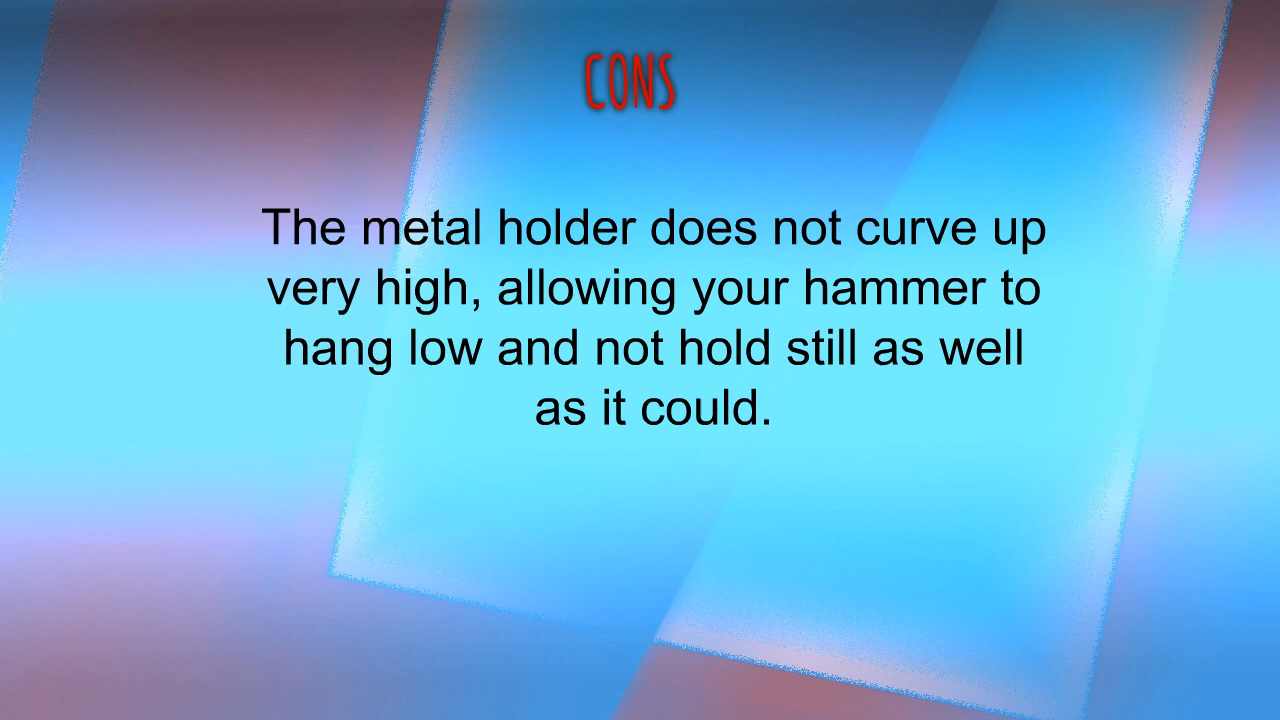 CONS
The metal holder does not curve up
very high, allowing your hammer to
hang low and not hold still as well
as it could.